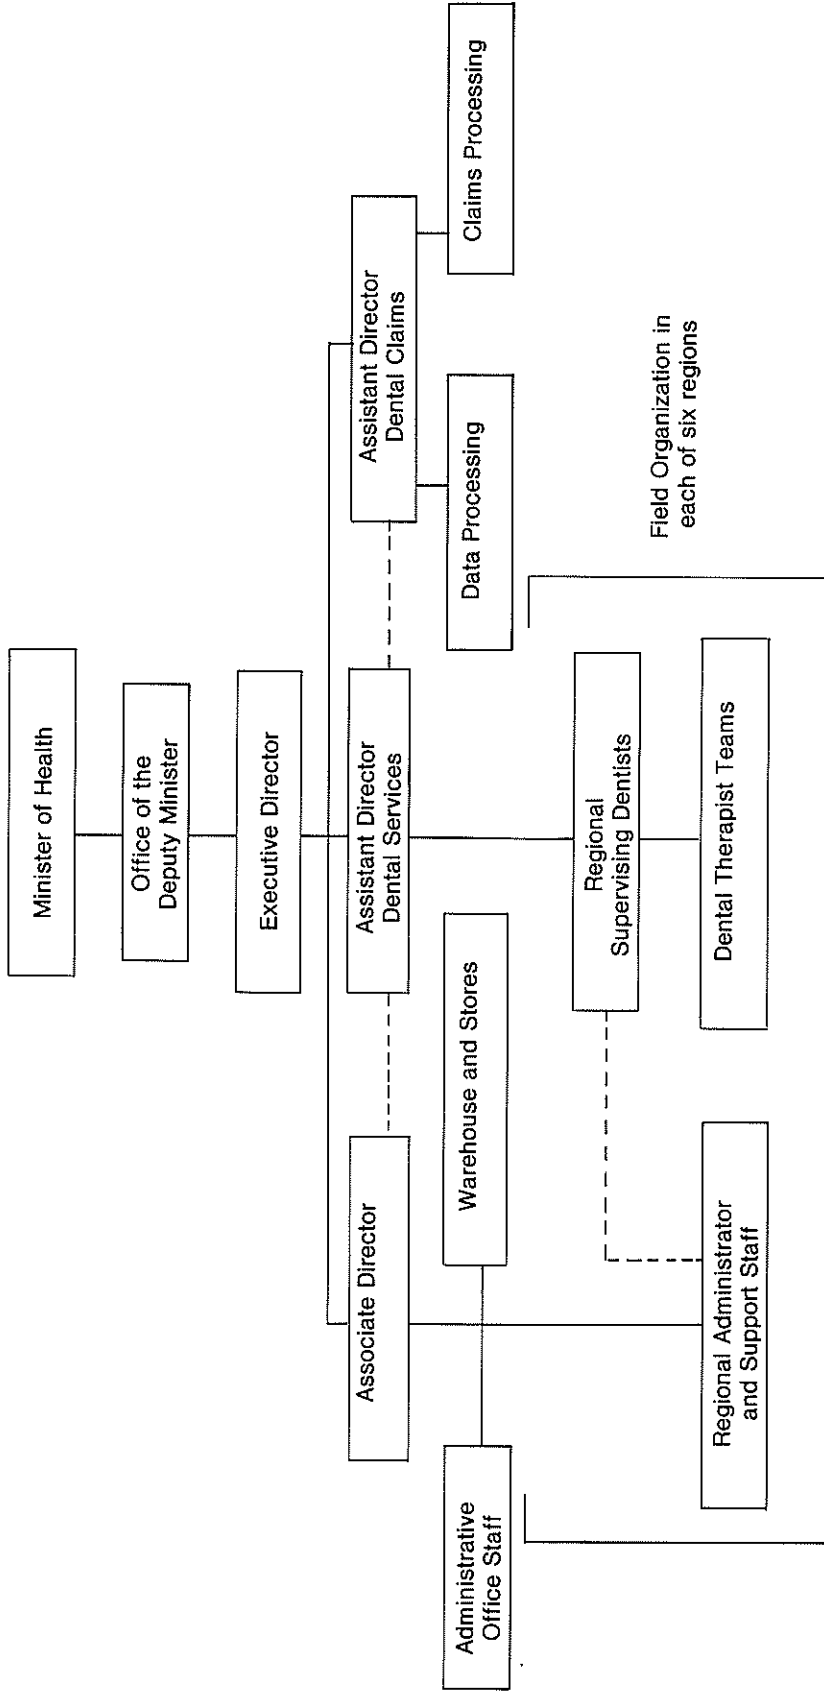 Minister of Health
Office of the
Deputy Minister
Executive Director
Associate Director
Assistant Director
Dental Services
Assistant Director
Dental Claims
Administrative
Office Staff
Warehouse and Stores
Data Processing
Claims Processing
Regional
Supervising Dentists
Field Organization in
each of six regions
Regional Administrator
and Support Staff
Dental Therapist Teams